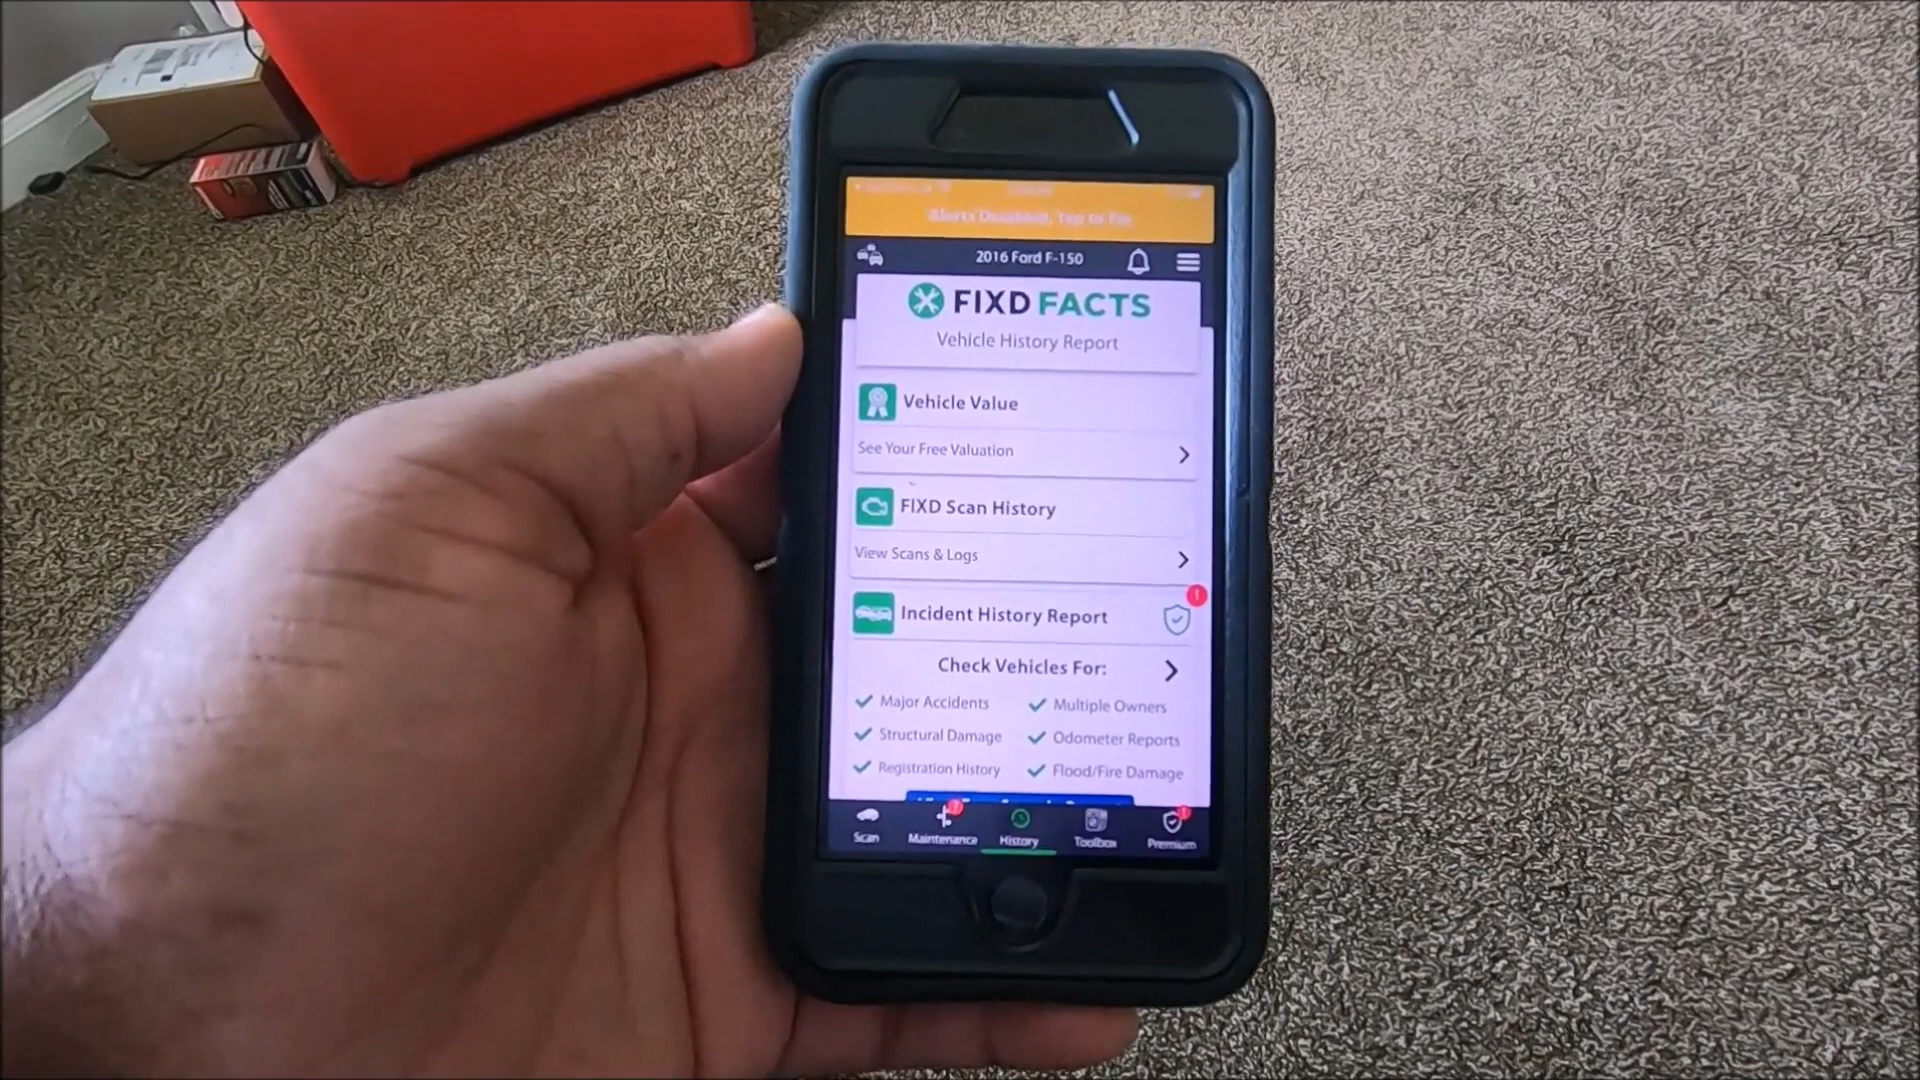 Alerts Disabled, Tap to Fix
2016 Ford F-150
FIXD FACTS
Vehicle History Report
Vehicle Value
See Your Free Valuation
FIXD Scan History
View Scans & Logs
Incident History Report
Check Vehicles For:
Major Accidents
Multiple Owners
Structural Damage
Odometer Reports
Registration History
Flood/Fire Damage
Scan
Maintenance
History
Toolbox
Premium